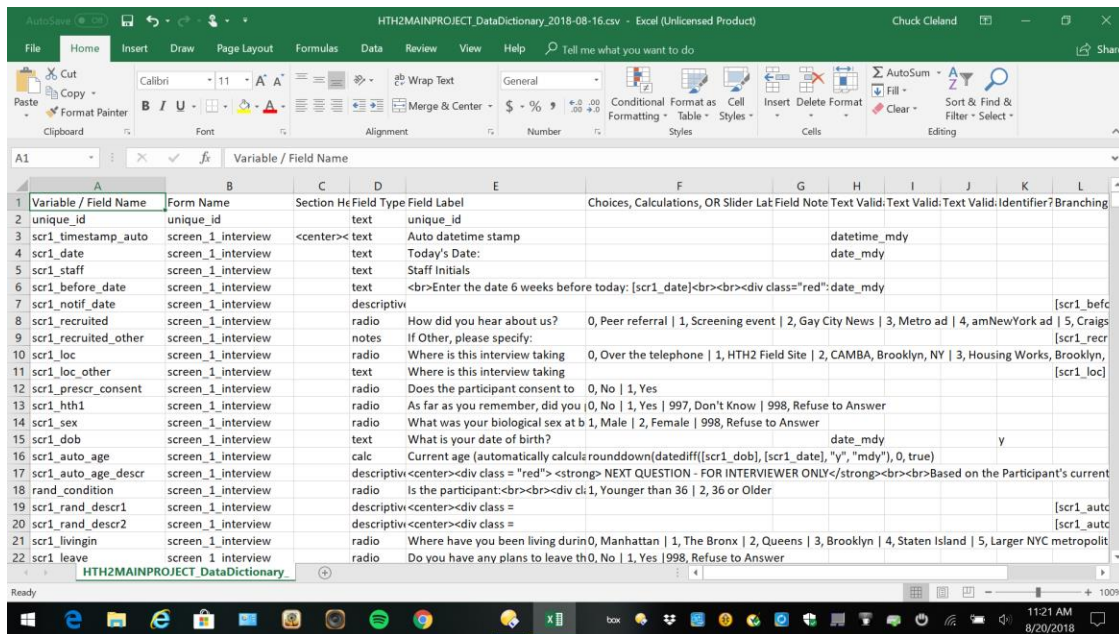 AutoSave Off HTH2MAINPROJECT_DataDictionary_2018-08-16.csv - Excel (Unlicensed Product) Chuck Cleland
File Home Insert Draw Page Layout Formulas Data Review View Help Tell me what you want to do Share
Cut
Copy
Format Painter
Paste
Calibri 11
B I U
Wrap Text
Merge & Center
General
$ % ,
Conditional Formatting
Format as Table
Cell Styles
Insert Delete Format
AutoSum
Fill
Clear
Sort & Filter
Find & Select
Clipboard Font Alignment Number Styles Cells Editing
A1 fx Variable / Field Name
A B C D E F G H I J K L
1 Variable / Field Name Form Name Section He Field Type Field Label Choices, Calculations, OR Slider Lab Field Note Text Valid Text Valid Text Valid Identifier? Branching
2 unique_id unique_id text unique_id
3 scr1_timestamp_auto screen_1_interview <center>< text Auto datetime stamp datetime_mdy
4 scr1_date screen_1_interview text Today's Date: date_mdy
5 scr1_staff screen_1_interview text Staff Initials
6 scr1_before_date screen_1_interview text <br>Enter the date 6 weeks before today: [scr1_date]<br><br><div class="red": date_mdy
7 scr1_notif_date screen_1_interview descriptive [scr1_befo
8 scr1_recruited screen_1_interview radio How did you hear about us? 0, Peer referral | 1, Screening event | 2, Gay City News | 3, Metro ad | 4, amNewYork ad | 5, Craigs
9 scr1_recruited_other screen_1_interview notes If Other, please specify: [scr1_recr
10 scr1_loc screen_1_interview radio Where is this interview taking 0, Over the telephone | 1, HTH2 Field Site | 2, CAMBA, Brooklyn, NY | 3, Housing Works, Brooklyn,
11 scr1_loc_other screen_1_interview text Where is this interview taking [scr1_loc]
12 scr1_prescr_consent screen_1_interview radio Does the participant consent to 0, No | 1, Yes
13 scr1_hth1 screen_1_interview radio As far as you remember, did you 0, No | 1, Yes | 997, Don't Know | 998, Refuse to Answer
14 scr1_sex screen_1_interview radio What was your biological sex at b 1, Male | 2, Female | 998, Refuse to Answer
15 scr1_dob screen_1_interview text What is your date of birth? date_mdy y
16 scr1_auto_age screen_1_interview calc Current age (automatically calcula rounddown(datediff([scr1_dob], [scr1_date], "y", "mdy"), 0, true)
17 scr1_auto_age_descr screen_1_interview descriptiv <center><div class = "red"> <strong> NEXT QUESTION - FOR INTERVIEWER ONLY</strong><br><br>Based on the Participant's current
18 rand_condition screen_1_interview radio Is the participant:<br><br><div cl 1, Younger than 36 | 2, 36 or Older
19 scr1_rand_descr1 screen_1_interview descriptiv <center><div class = [scr1_auto
20 scr1_rand_descr2 screen_1_interview descriptiv <center><div class = [scr1_auto
21 scr1_livingin screen_1_interview radio Where have you been living durin 0, Manhattan | 1, The Bronx | 2, Queens | 3, Brooklyn | 4, Staten Island | 5, Larger NYC metropolit
22 scr1_leave screen_1_interview radio Do you have any plans to leave th 0, No | 1, Yes |998, Refuse to Answer
HTH2MAINPROJECT_DataDictionary_
Ready 100%
box
11:21 AM
8/20/2018